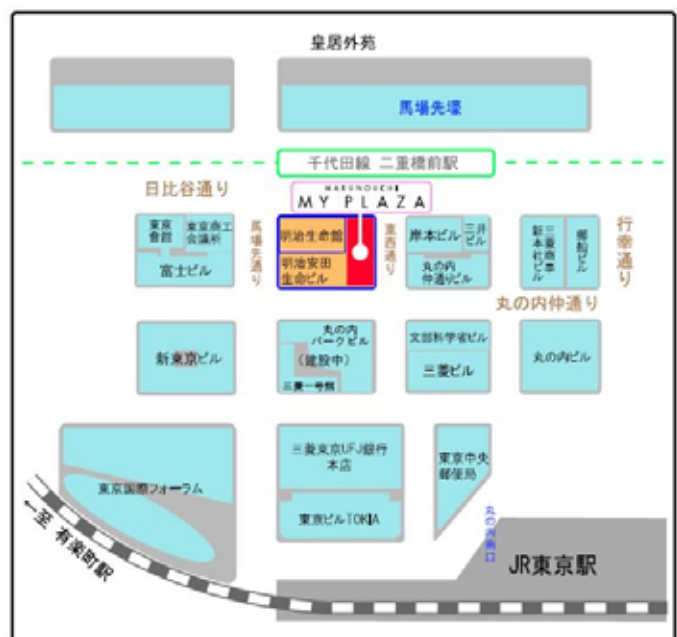 皇居外苑
馬場先壕
千代田線 二重橋前駅
日比谷通り
MARUNOUCHI
MY PLAZA
東京
會館
東京商工
会議所
富士ビル
馬場先通り
明治生命館
明治安田
生命ビル
東西通り
岸本ビル
三井
ビル
丸の内
仲通りビル
三菱商事
新本社ビル
郵船ビル
行幸通り
丸の内仲通り
新東京ビル
丸の内
パークビル
(建設中)
三菱一号館
文部科学省ビル
三菱ビル
丸の内ビル
東京国際フォーラム
三菱東京UFJ銀行
本店
東京ビルTOKIA
東京中央
郵便局
丸の内南口
JR東京駅
←至 有楽町駅